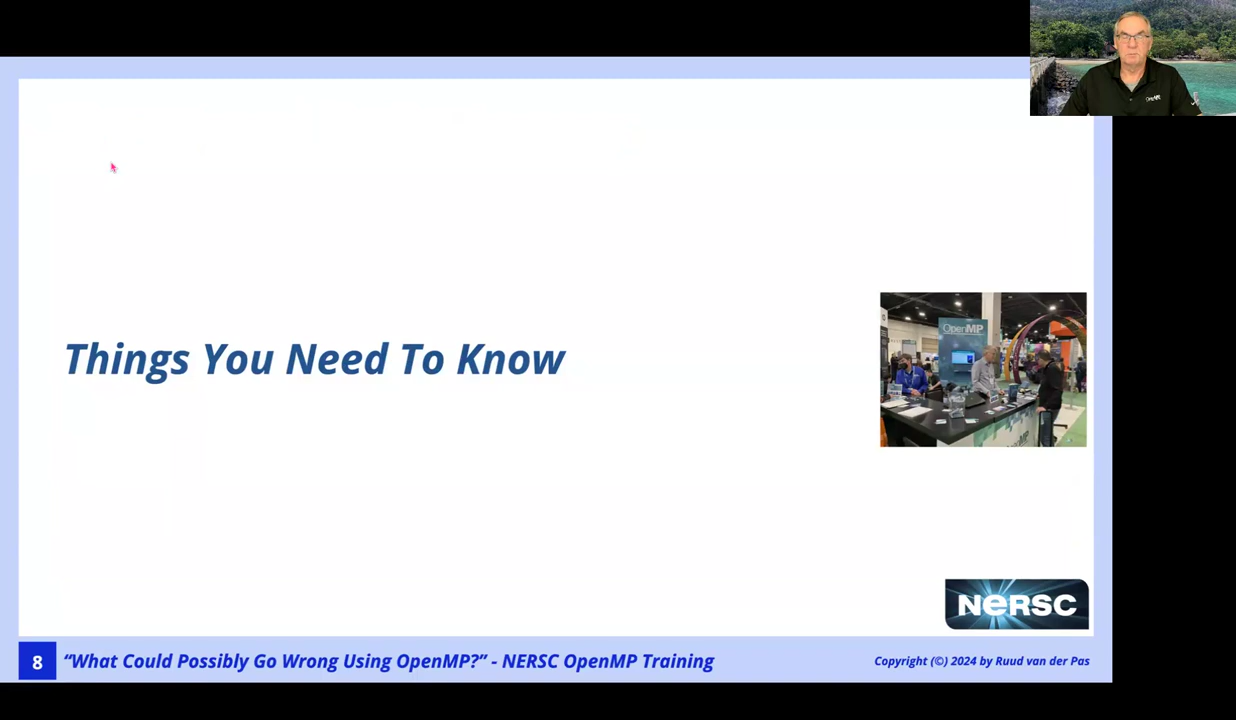 OpenMP
Things You Need To Know
NERSC
8
"What Could Possibly Go Wrong Using OpenMP?" - NERSC OpenMP Training
Copyright (©) 2024 by Ruud van der Pas